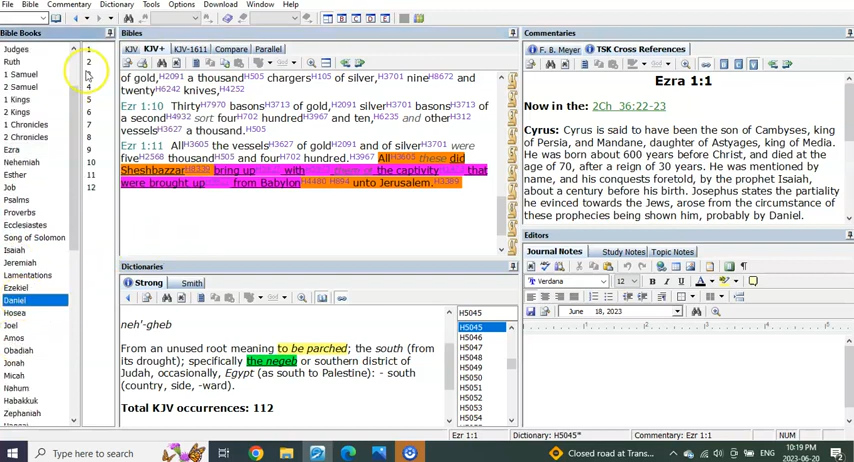 File Bible Commentary Dictionary Tools Options Download Window Help
Bible Books
Judges
Ruth
1 Samuel
2 Samuel
1 Kings
2 Kings
1 Chronicles
2 Chronicles
Ezra
Nehemiah
Esther
Job
Psalms
Proverbs
Ecclesiastes
Song of Solomon
Isaiah
Jeremiah
Lamentations
Ezekiel
Daniel
Hosea
Joel
Amos
Obadiah
Jonah
Micah
Nahum
Habakkuk
Zephaniah
1
2
4
5
6
7
8
9
10
11
12
Bibles
KJV KJV+ KJV-1611 Compare Parallel
of gold,H2091 a thousandH505 chargersH105 of silver,H3701 nineH8672 and
twentyH6242 knives,H4252
Ezr 1:10 ThirtyH7970 basonsH3713 of gold,H2091 silverH3701 basonsH3713 of
a secondH4932 sort fourH702 hundredH3967 and ten,H6235 and otherH312
vesselsH3627 a thousand.H505
Ezr 1:11 AllH3605 the vesselsH3627 of goldH2091 and of silverH3701 were
fiveH2568 thousandH505 and fourH702 hundred.H3967 AllH3605 these did
SheshbazzarH8339 bring up with them of the captivity that
were brought up from BabylonH4480 H894 unto Jerusalem.H3389
Dictionaries
Strong Smith
neh'-gheb
From an unused root meaning to be parched; the south (from
its drought); specifically the negeb or southern district of
Judah, occasionally, Egypt (as south to Palestine): - south
(country, side, -ward).
Total KJV occurrences: 112
H5045
H5045
H5046
H5047
H5048
H5049
H5050
H5051
H5052
H5053
H5054
Commentaries
F. B. Meyer TSK Cross References
Ezra 1:1
Now in the: 2Ch_36:22-23
Cyrus: Cyrus is said to have been the son of Cambyses, king
of Persia, and Mandane, daughter of Astyages, king of Media.
He was born about 600 years before Christ, and died at the
age of 70, after a reign of 30 years. He was mentioned by
name, and his conquests foretold, by the prophet Isaiah,
about a century before his birth. Josephus states the partiality
he evinced towards the Jews, arose from the circumstance of
these prophecies being shown him, probably by Daniel.
Editors
Journal Notes Study Notes Topic Notes
Verdana 12 B I U
June 18, 2023
1 2 3 4 5
Ezr 1:1 Dictionary: H5045* Commentary: Ezr 1:1 NUM
Type here to search
Closed road at Trans... ENG
10:19 PM
2023-06-20